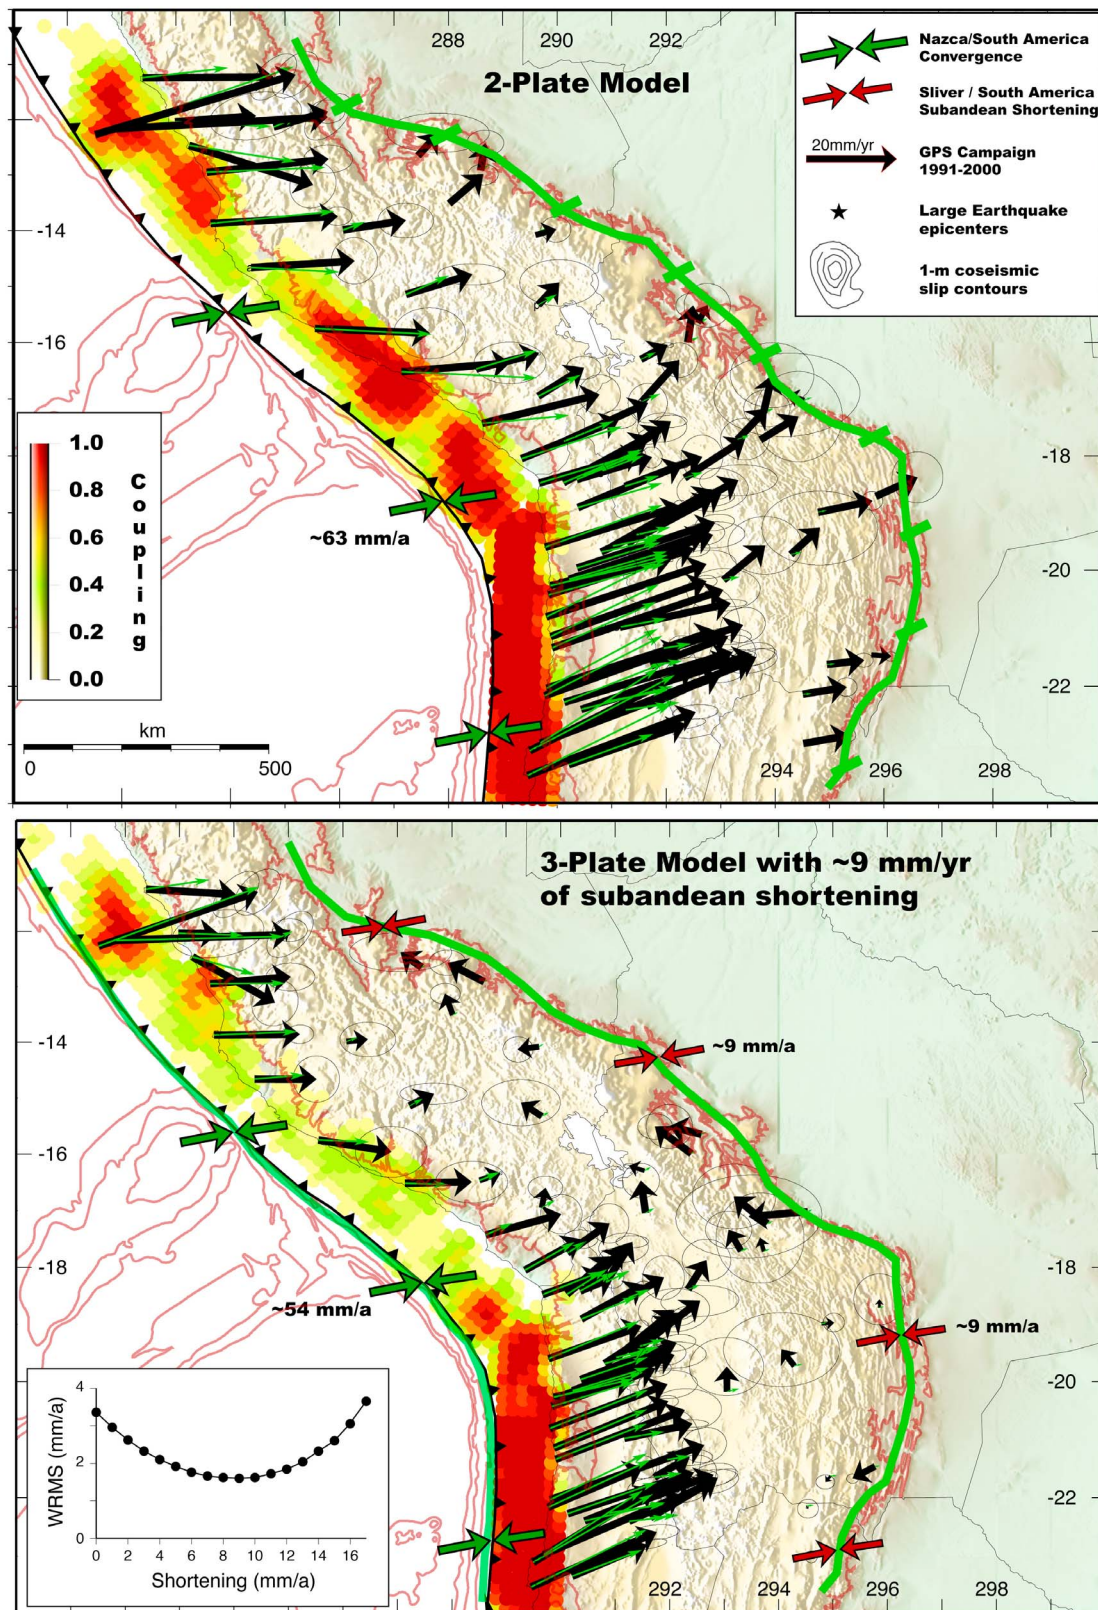 288 290 292
2-Plate Model
Nazca/South America
Convergence
Sliver / South America
Subandean Shortening
20mm/yr
GPS Campaign
1991-2000
Large Earthquake
epicenters
1-m coseismic
slip contours
-14
-16
-18
-20
-22
1.0
0.8
0.6
0.4
0.2
0.0
Coupling
~63 mm/a
km
0 500
294 296 298
3-Plate Model with ~9 mm/yr
of subandean shortening
-14
~9 mm/a
-16
-18
-18
~54 mm/a
~9 mm/a
-20
-22
4
2
0
WRMS (mm/a)
0 2 4 6 8 10 12 14 16
Shortening (mm/a)
292 294 296 298